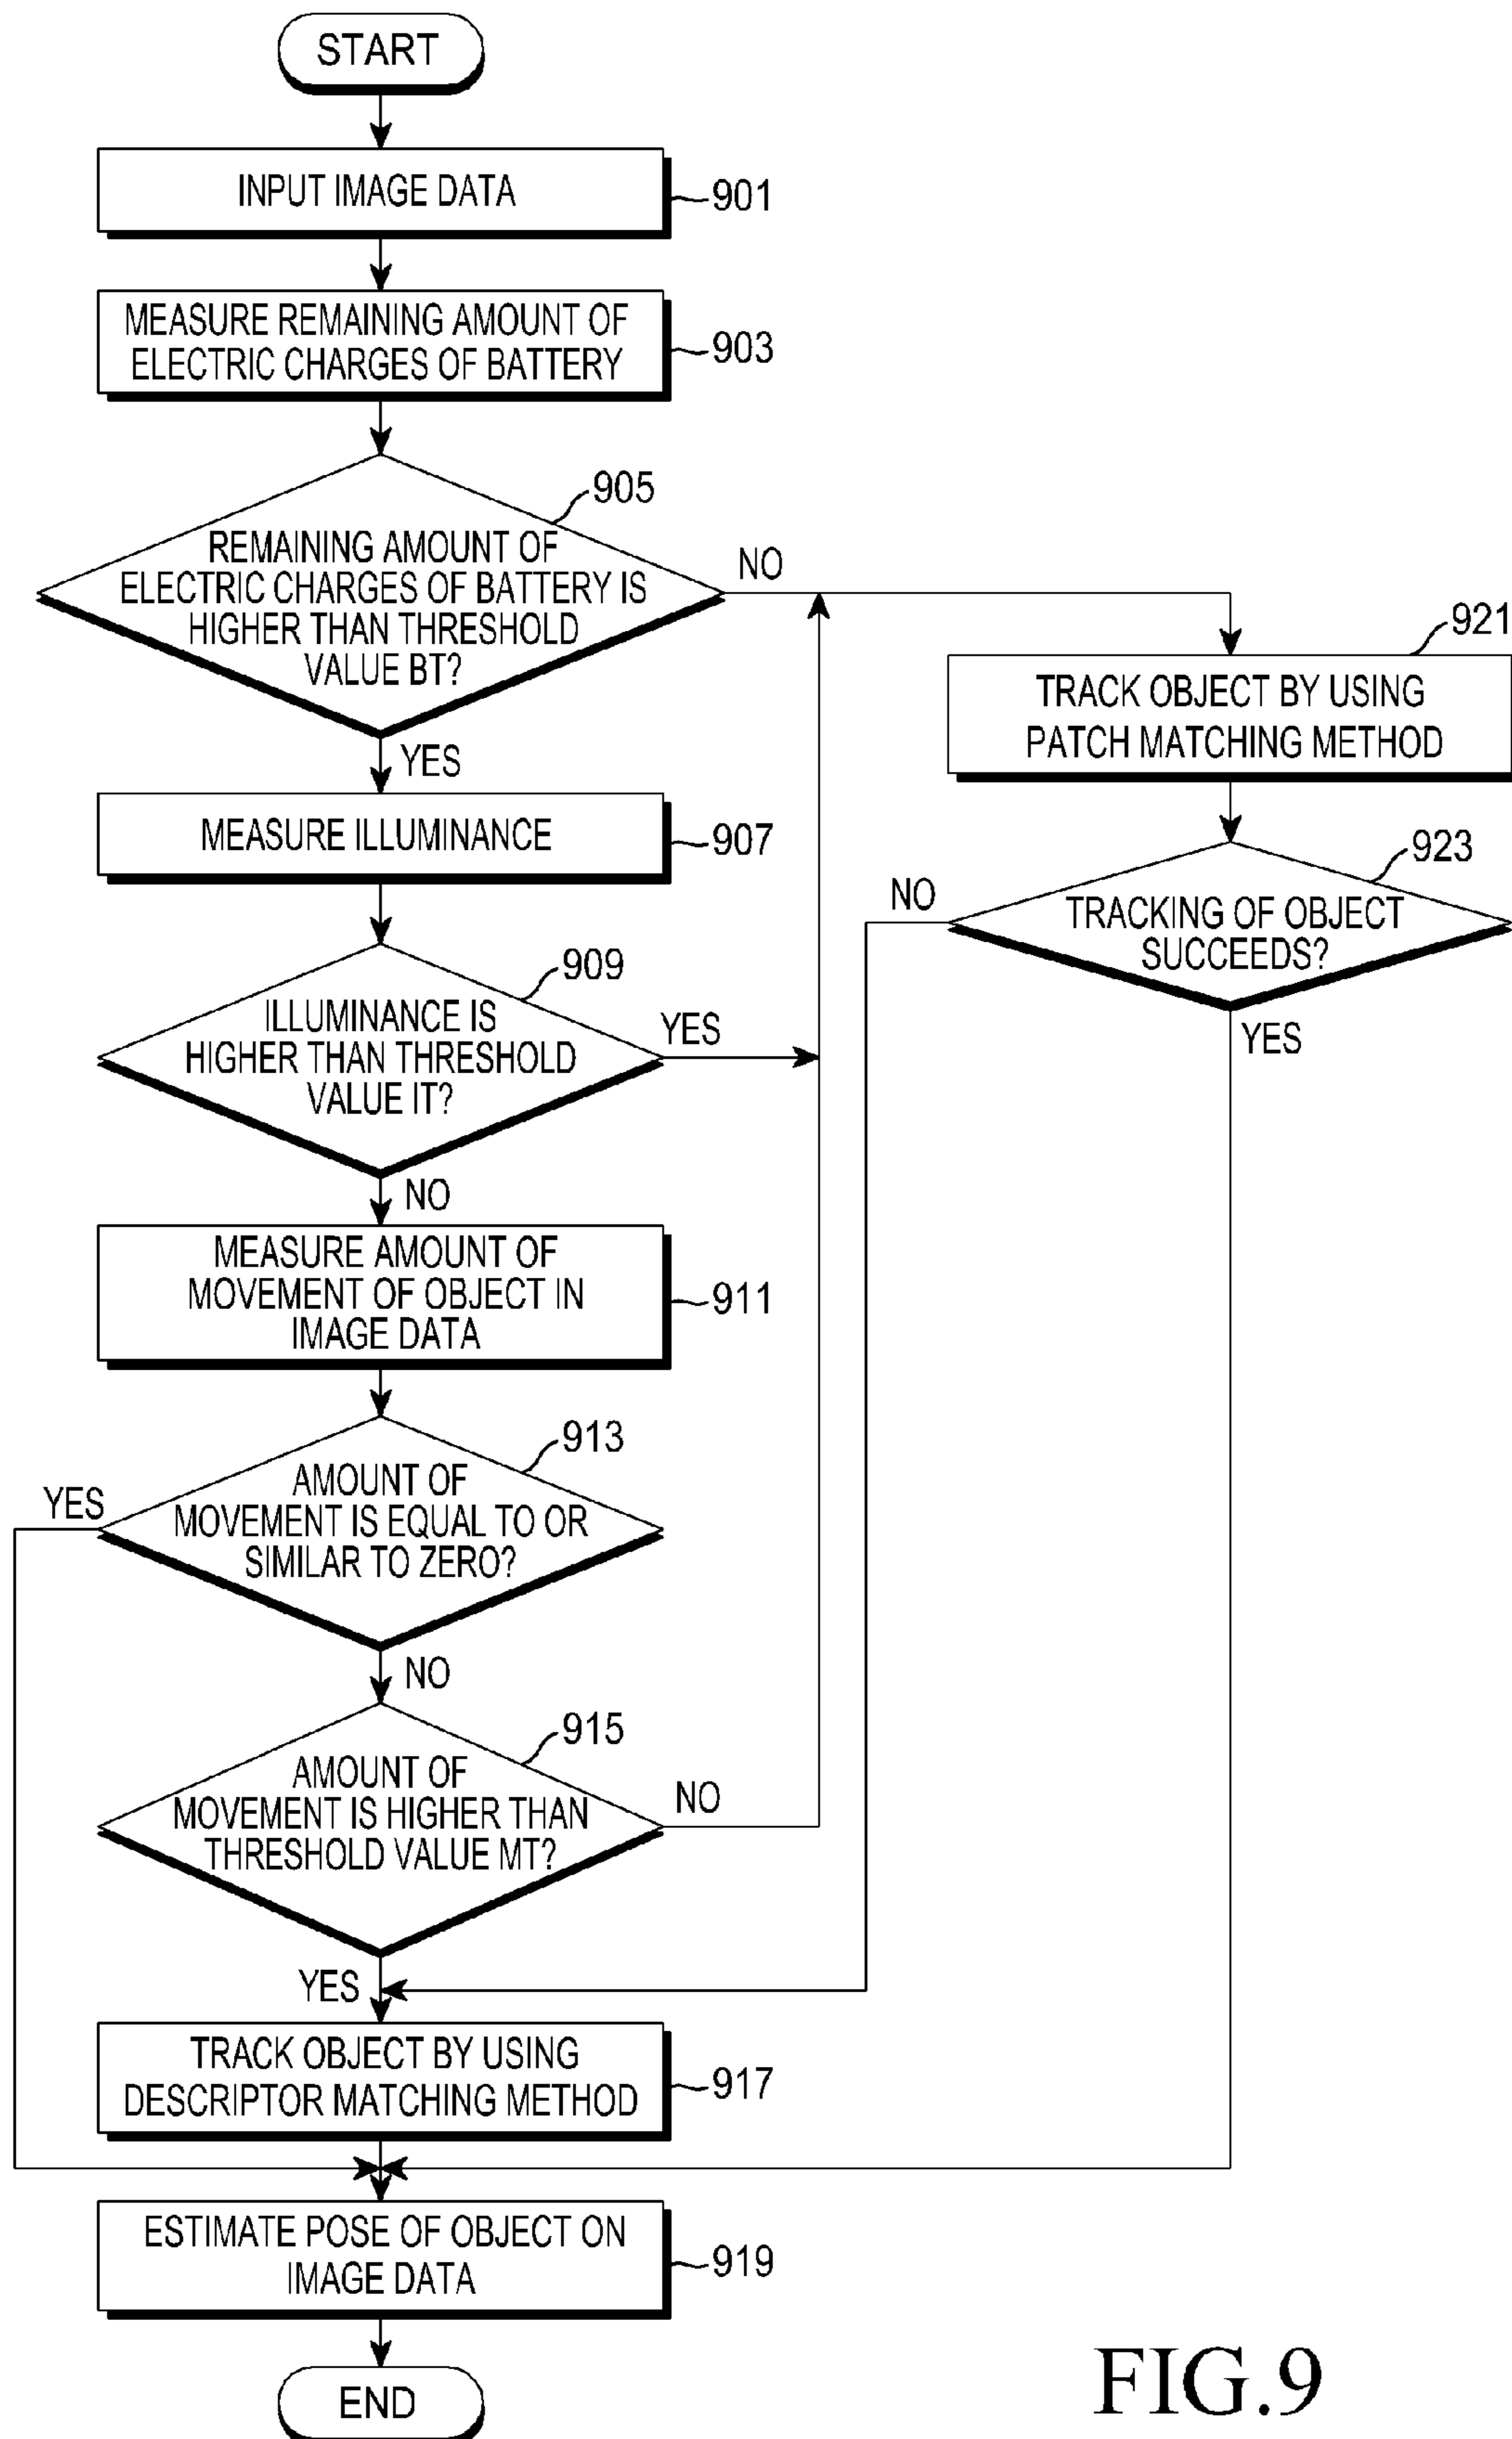 START
INPUT IMAGE DATA
901
MEASURE REMAINING AMOUNT OF
ELECTRIC CHARGES OF BATTERY
903
905
REMAINING AMOUNT OF
ELECTRIC CHARGES OF BATTERY IS
HIGHER THAN THRESHOLD
VALUE BT?
NO
YES
921
TRACK OBJECT BY USING
PATCH MATCHING METHOD
MEASURE ILLUMINANCE
907
923
TRACKING OF OBJECT
SUCCEEDS?
NO
YES
909
ILLUMINANCE IS
HIGHER THAN THRESHOLD
VALUE IT?
YES
NO
MEASURE AMOUNT OF
MOVEMENT OF OBJECT IN
IMAGE DATA
911
913
AMOUNT OF
MOVEMENT IS EQUAL TO OR
SIMILAR TO ZERO?
YES
NO
915
AMOUNT OF
MOVEMENT IS HIGHER THAN
THRESHOLD VALUE MT?
NO
YES
TRACK OBJECT BY USING
DESCRIPTOR MATCHING METHOD
917
ESTIMATE POSE OF OBJECT ON
IMAGE DATA
919
END
FIG.9